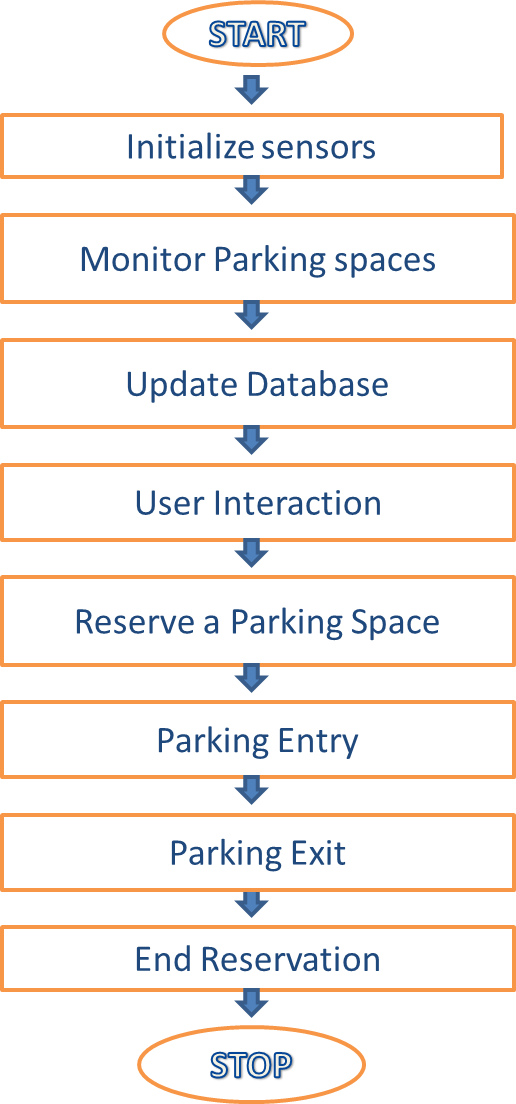 START
Initialize sensors
Monitor Parking spaces
Update Database
User Interaction
Reserve a Parking Space
Parking Entry
Parking Exit
End Reservation
STOP